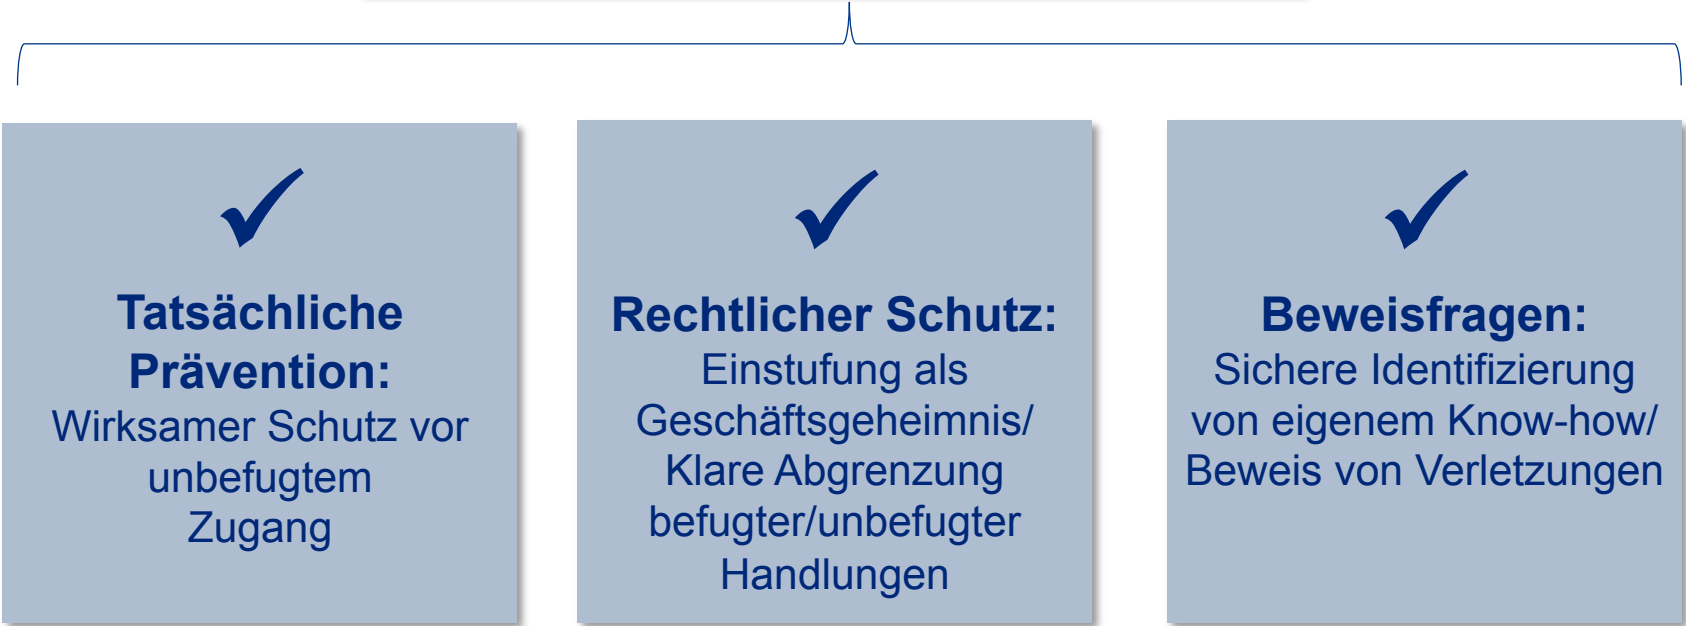 Tatsächliche
Prävention:
Wirksamer Schutz vor
unbefugtem
Zugang
Rechtlicher Schutz:
Einstufung als
Geschäftsgeheimnis/
Klare Abgrenzung
befugter/unbefugter
Handlungen
Beweisfragen:
Sichere Identifizierung
von eigenem Know-how/
Beweis von Verletzungen